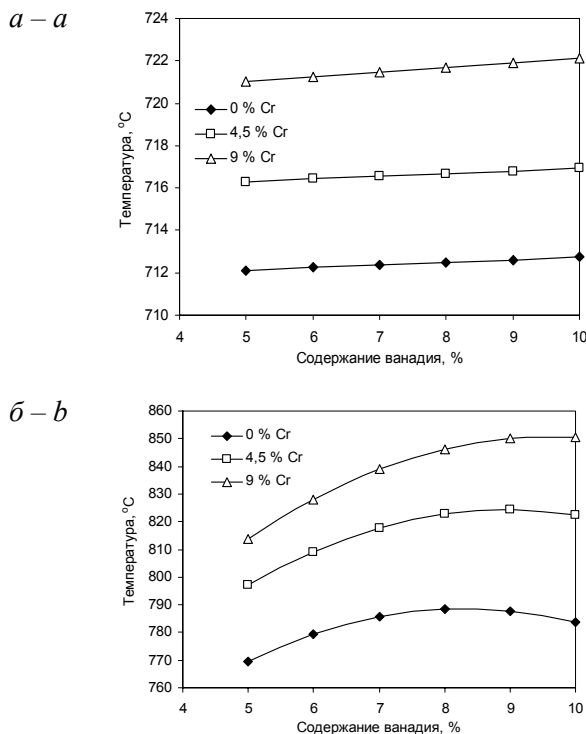 а – a
724
722
720
718
716
714
712
710
Температура, °C
0 % Cr
4,5 % Cr
9 % Cr
4 5 6 7 8 9 10
Содержание ванадия, %
б – b
860
850
840
830
820
810
800
790
780
770
760
Температура, °C
0 % Cr
4,5 % Cr
9 % Cr
4 5 6 7 8 9 10
Содержание ванадия, %